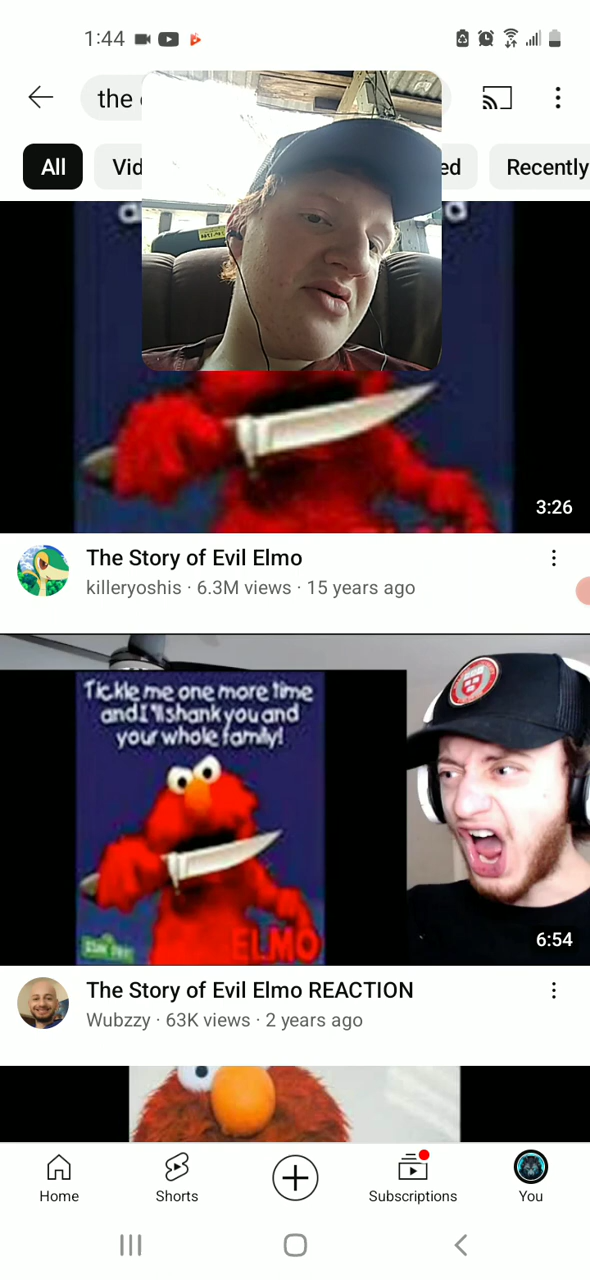 1:44
the
All
Vid
ed
Recently
3:26
The Story of Evil Elmo
killeryoshis · 6.3M views · 15 years ago
Tickle me one more time
and I'll shank you and
your whole family!
ELMO
6:54
The Story of Evil Elmo REACTION
Wubzzy · 63K views · 2 years ago
Home
Shorts
Subscriptions
You